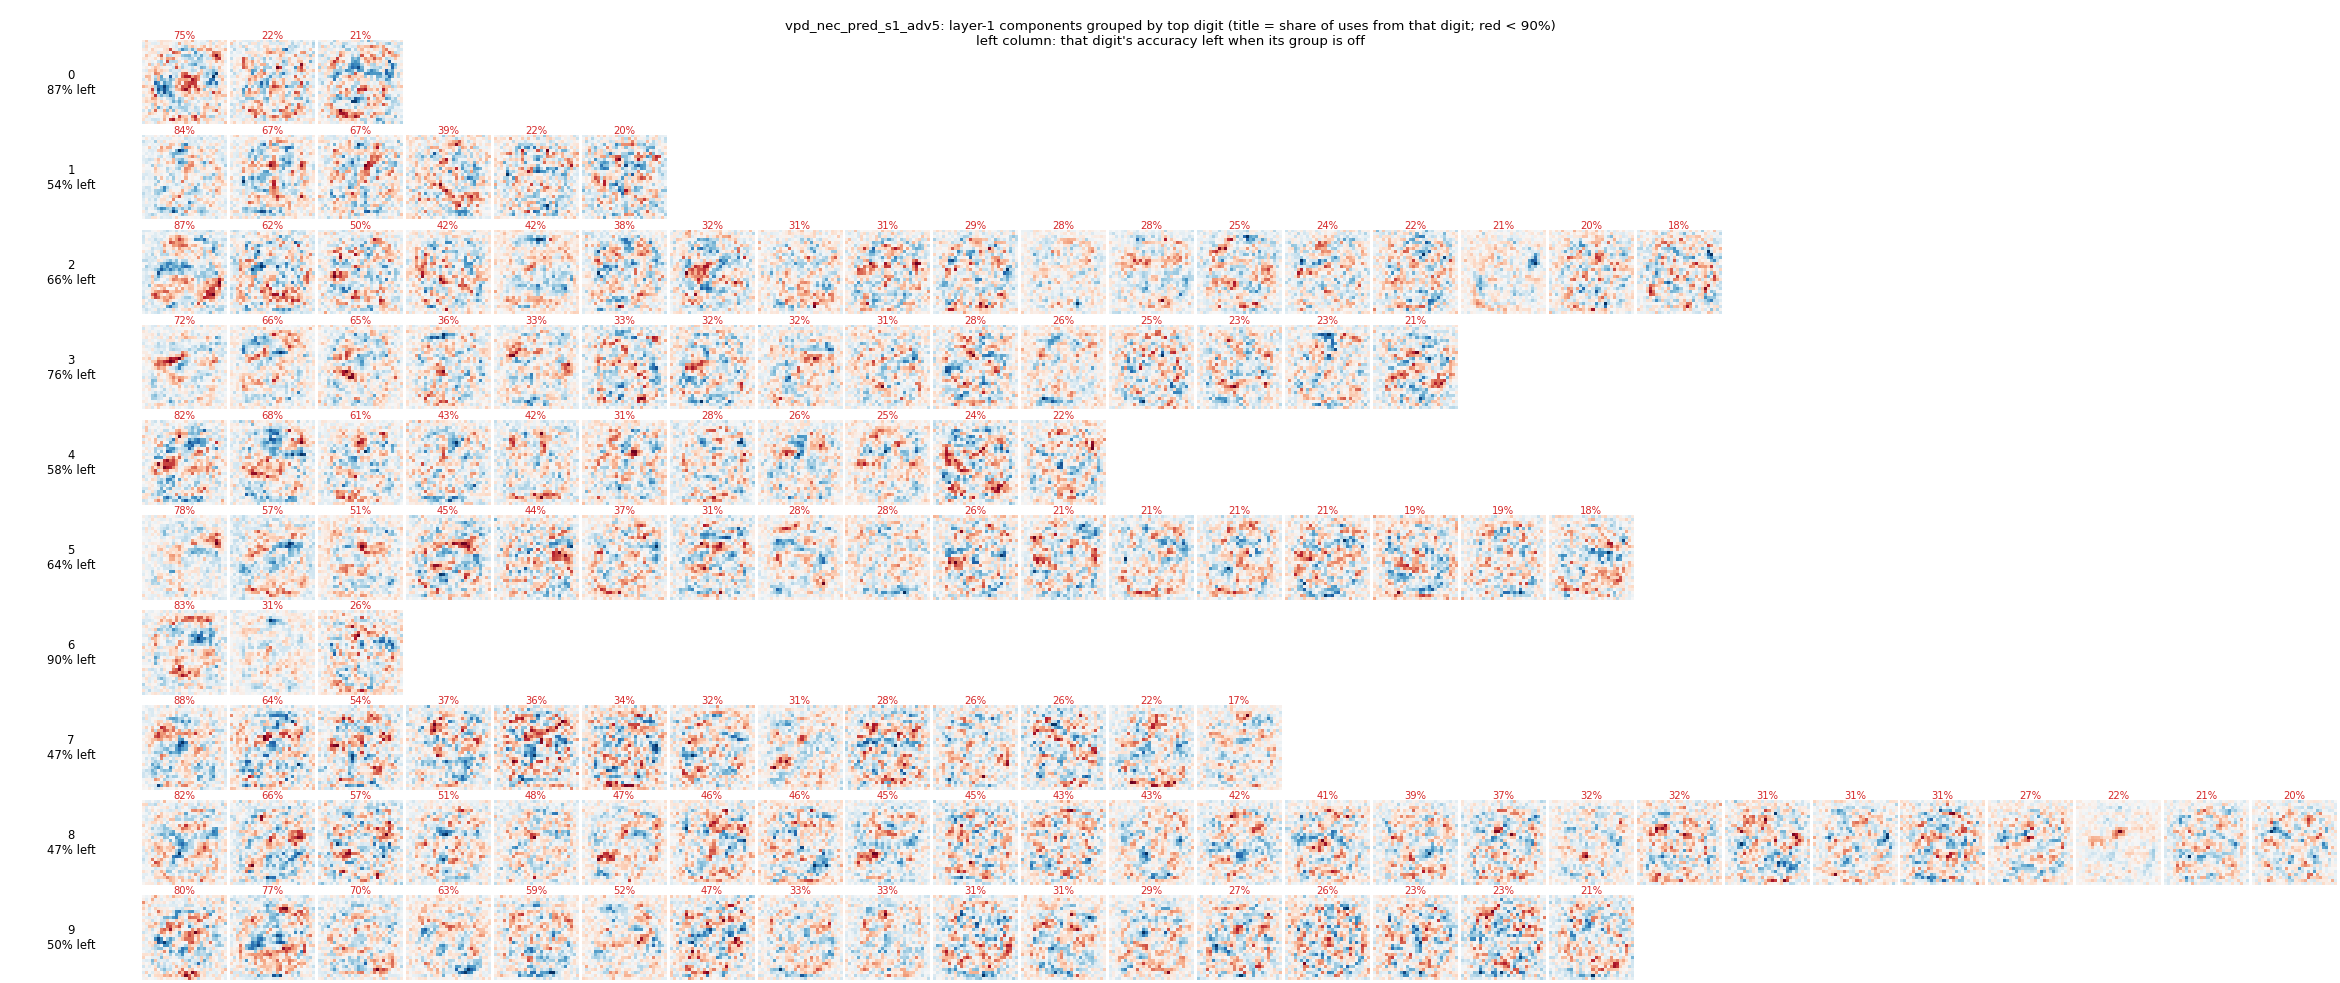 vpd_nec_pred_s1_adv5: layer-1 components grouped by top digit (title = share of uses from that digit; red < 90%)
left column: that digit's accuracy left when its group is off
75% 22% 21%
0
87% left
84% 67% 67% 39% 22% 20%
1
54% left
87% 62% 50% 42% 42% 38% 32% 31% 31% 29% 28% 28% 25% 24% 22% 21% 20% 18%
2
66% left
72% 66% 65% 36% 33% 33% 32% 32% 31% 28% 26% 25% 23% 23% 21%
3
76% left
82% 68% 61% 43% 42% 31% 28% 26% 25% 24% 22%
4
58% left
78% 57% 51% 45% 44% 37% 31% 28% 28% 26% 21% 21% 21% 21% 19% 19% 18%
5
64% left
83% 31% 26%
6
90% left
88% 64% 54% 37% 36% 34% 32% 31% 28% 26% 26% 22% 17%
7
47% left
82% 66% 57% 51% 48% 47% 46% 46% 45% 45% 43% 43% 42% 41% 39% 37% 32% 32% 31% 31% 31% 27% 22% 21% 20%
8
47% left
80% 77% 70% 63% 59% 52% 47% 33% 33% 31% 31% 29% 27% 26% 23% 23% 21%
9
50% left